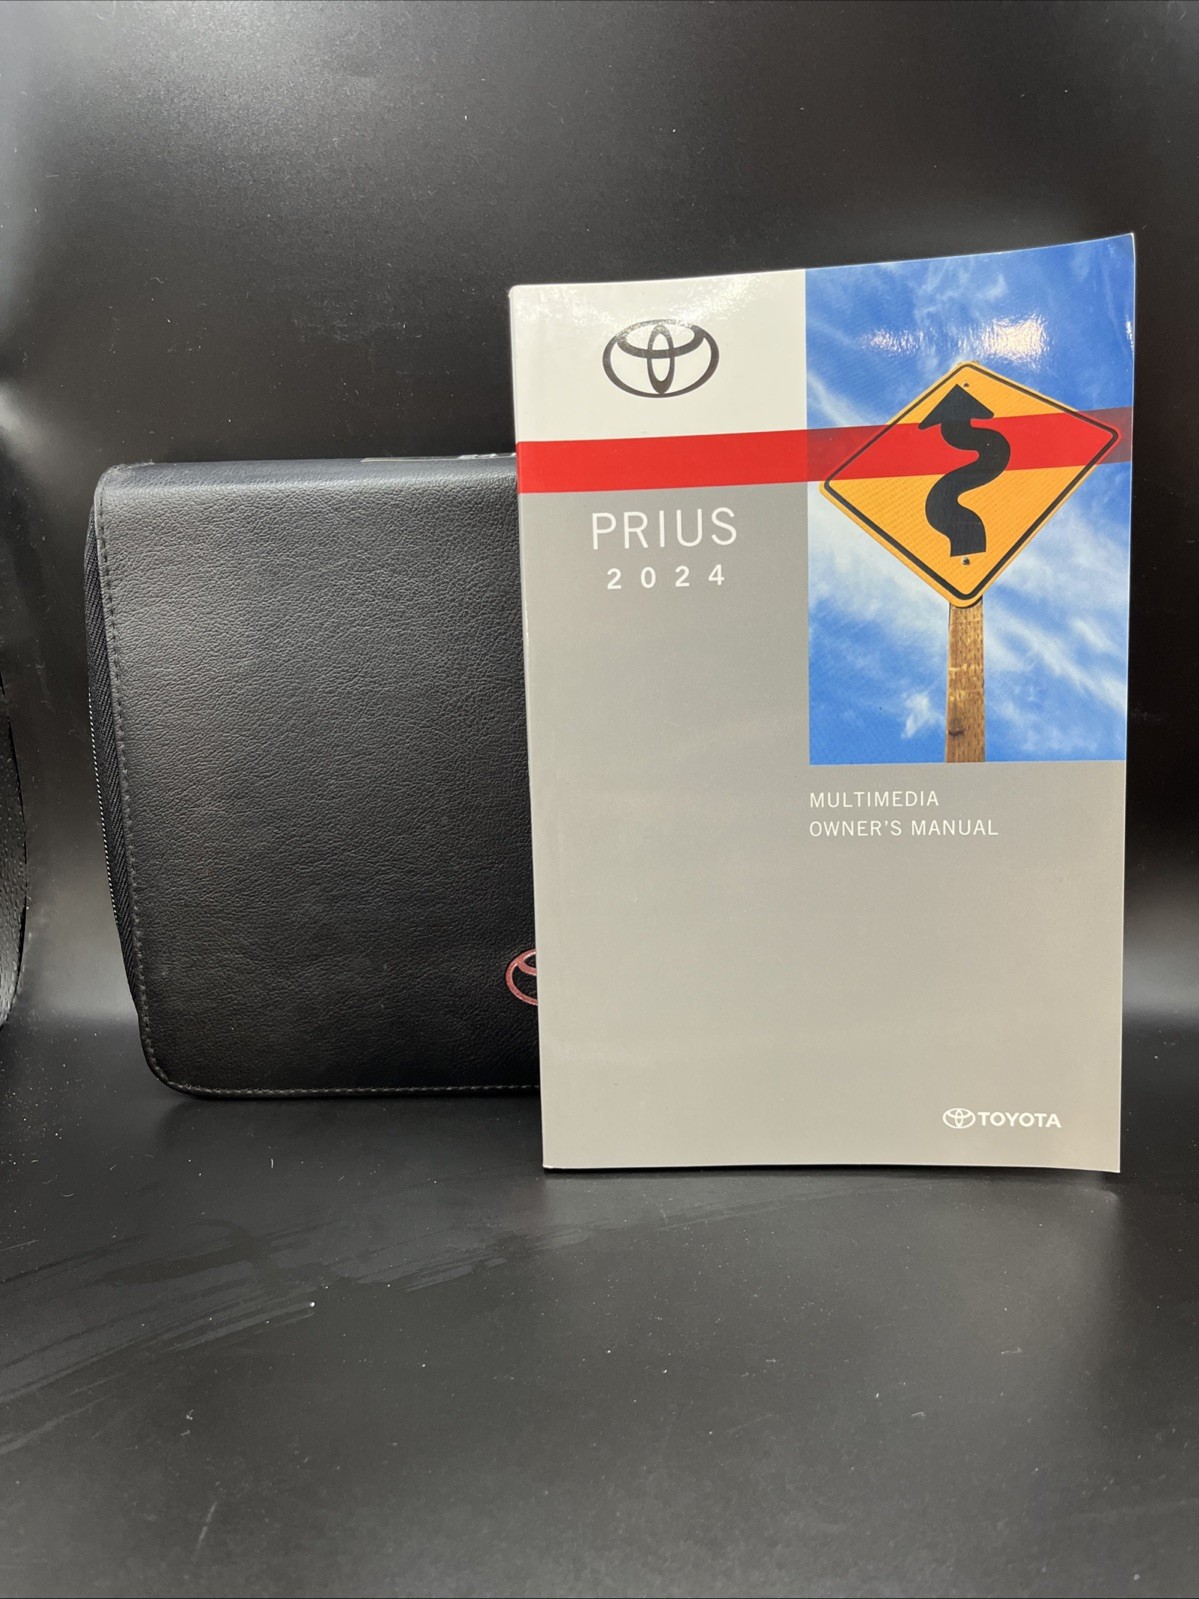 PRIUS
2024
MULTIMEDIA
OWNER'S MANUAL
TOYOTA